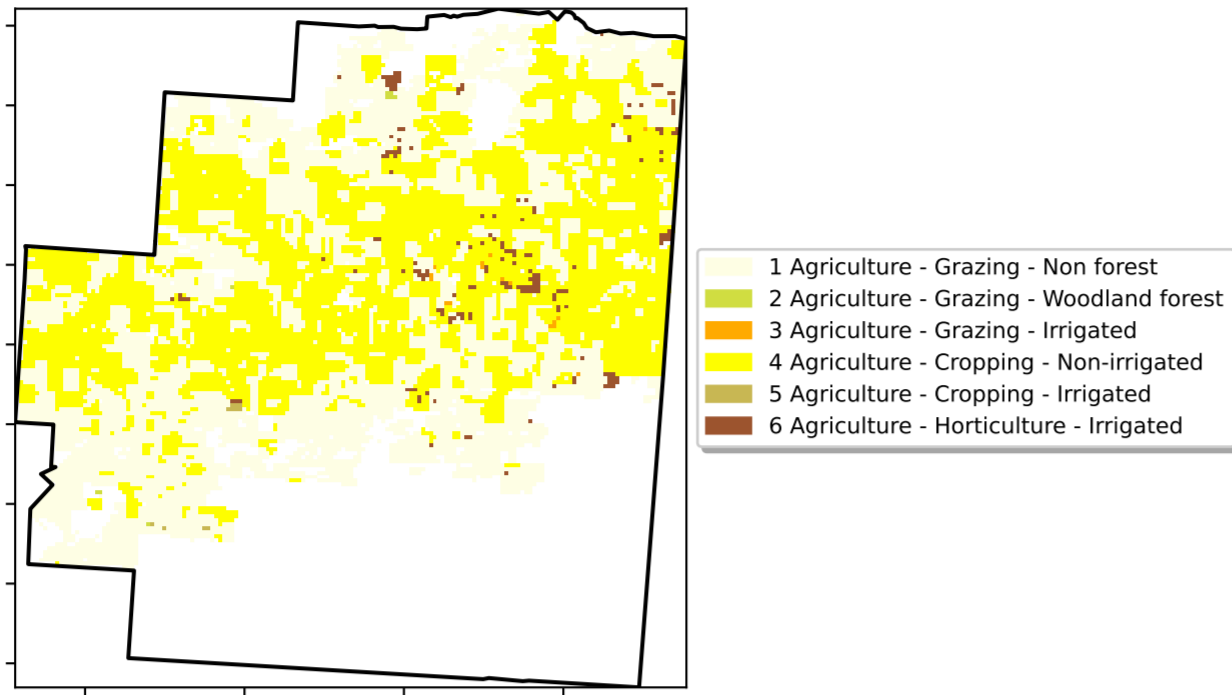 1 Agriculture - Grazing - Non forest
2 Agriculture - Grazing - Woodland forest
3 Agriculture - Grazing - Irrigated
4 Agriculture - Cropping - Non-irrigated
5 Agriculture - Cropping - Irrigated
6 Agriculture - Horticulture - Irrigated